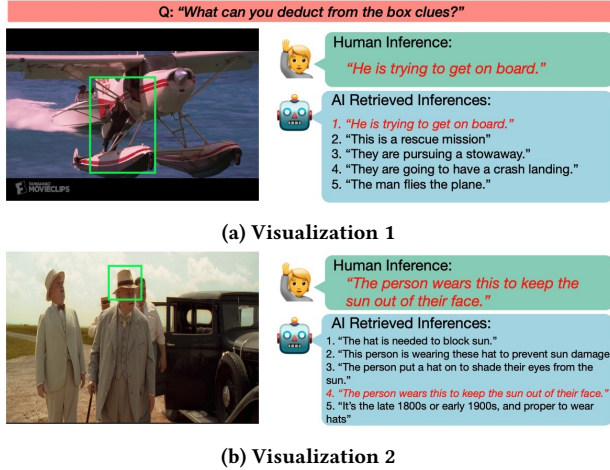 Q: “What can you deduct from the box clues?”
Human Inference:
“He is trying to get on board.”
AI Retrieved Inferences:
1. “He is trying to get on board.”
2. “This is a rescue mission”
3. “They are pursuing a stowaway.”
4. “They are going to have a crash landing.”
5. “The man flies the plane.”
FANDANGO
MOVIECLIPS
(a) Visualization 1
Human Inference:
“The person wears this to keep the
sun out of their face.”
AI Retrieved Inferences:
1. “The hat is needed to block sun.”
2. “This person is wearing these hat to prevent sun damage
3. “The person put a hat on to shade their eyes from the
sun.”
4. “The person wears this to keep the sun out of their face.”
5. “It’s the late 1800s or early 1900s, and proper to wear
hats”
(b) Visualization 2